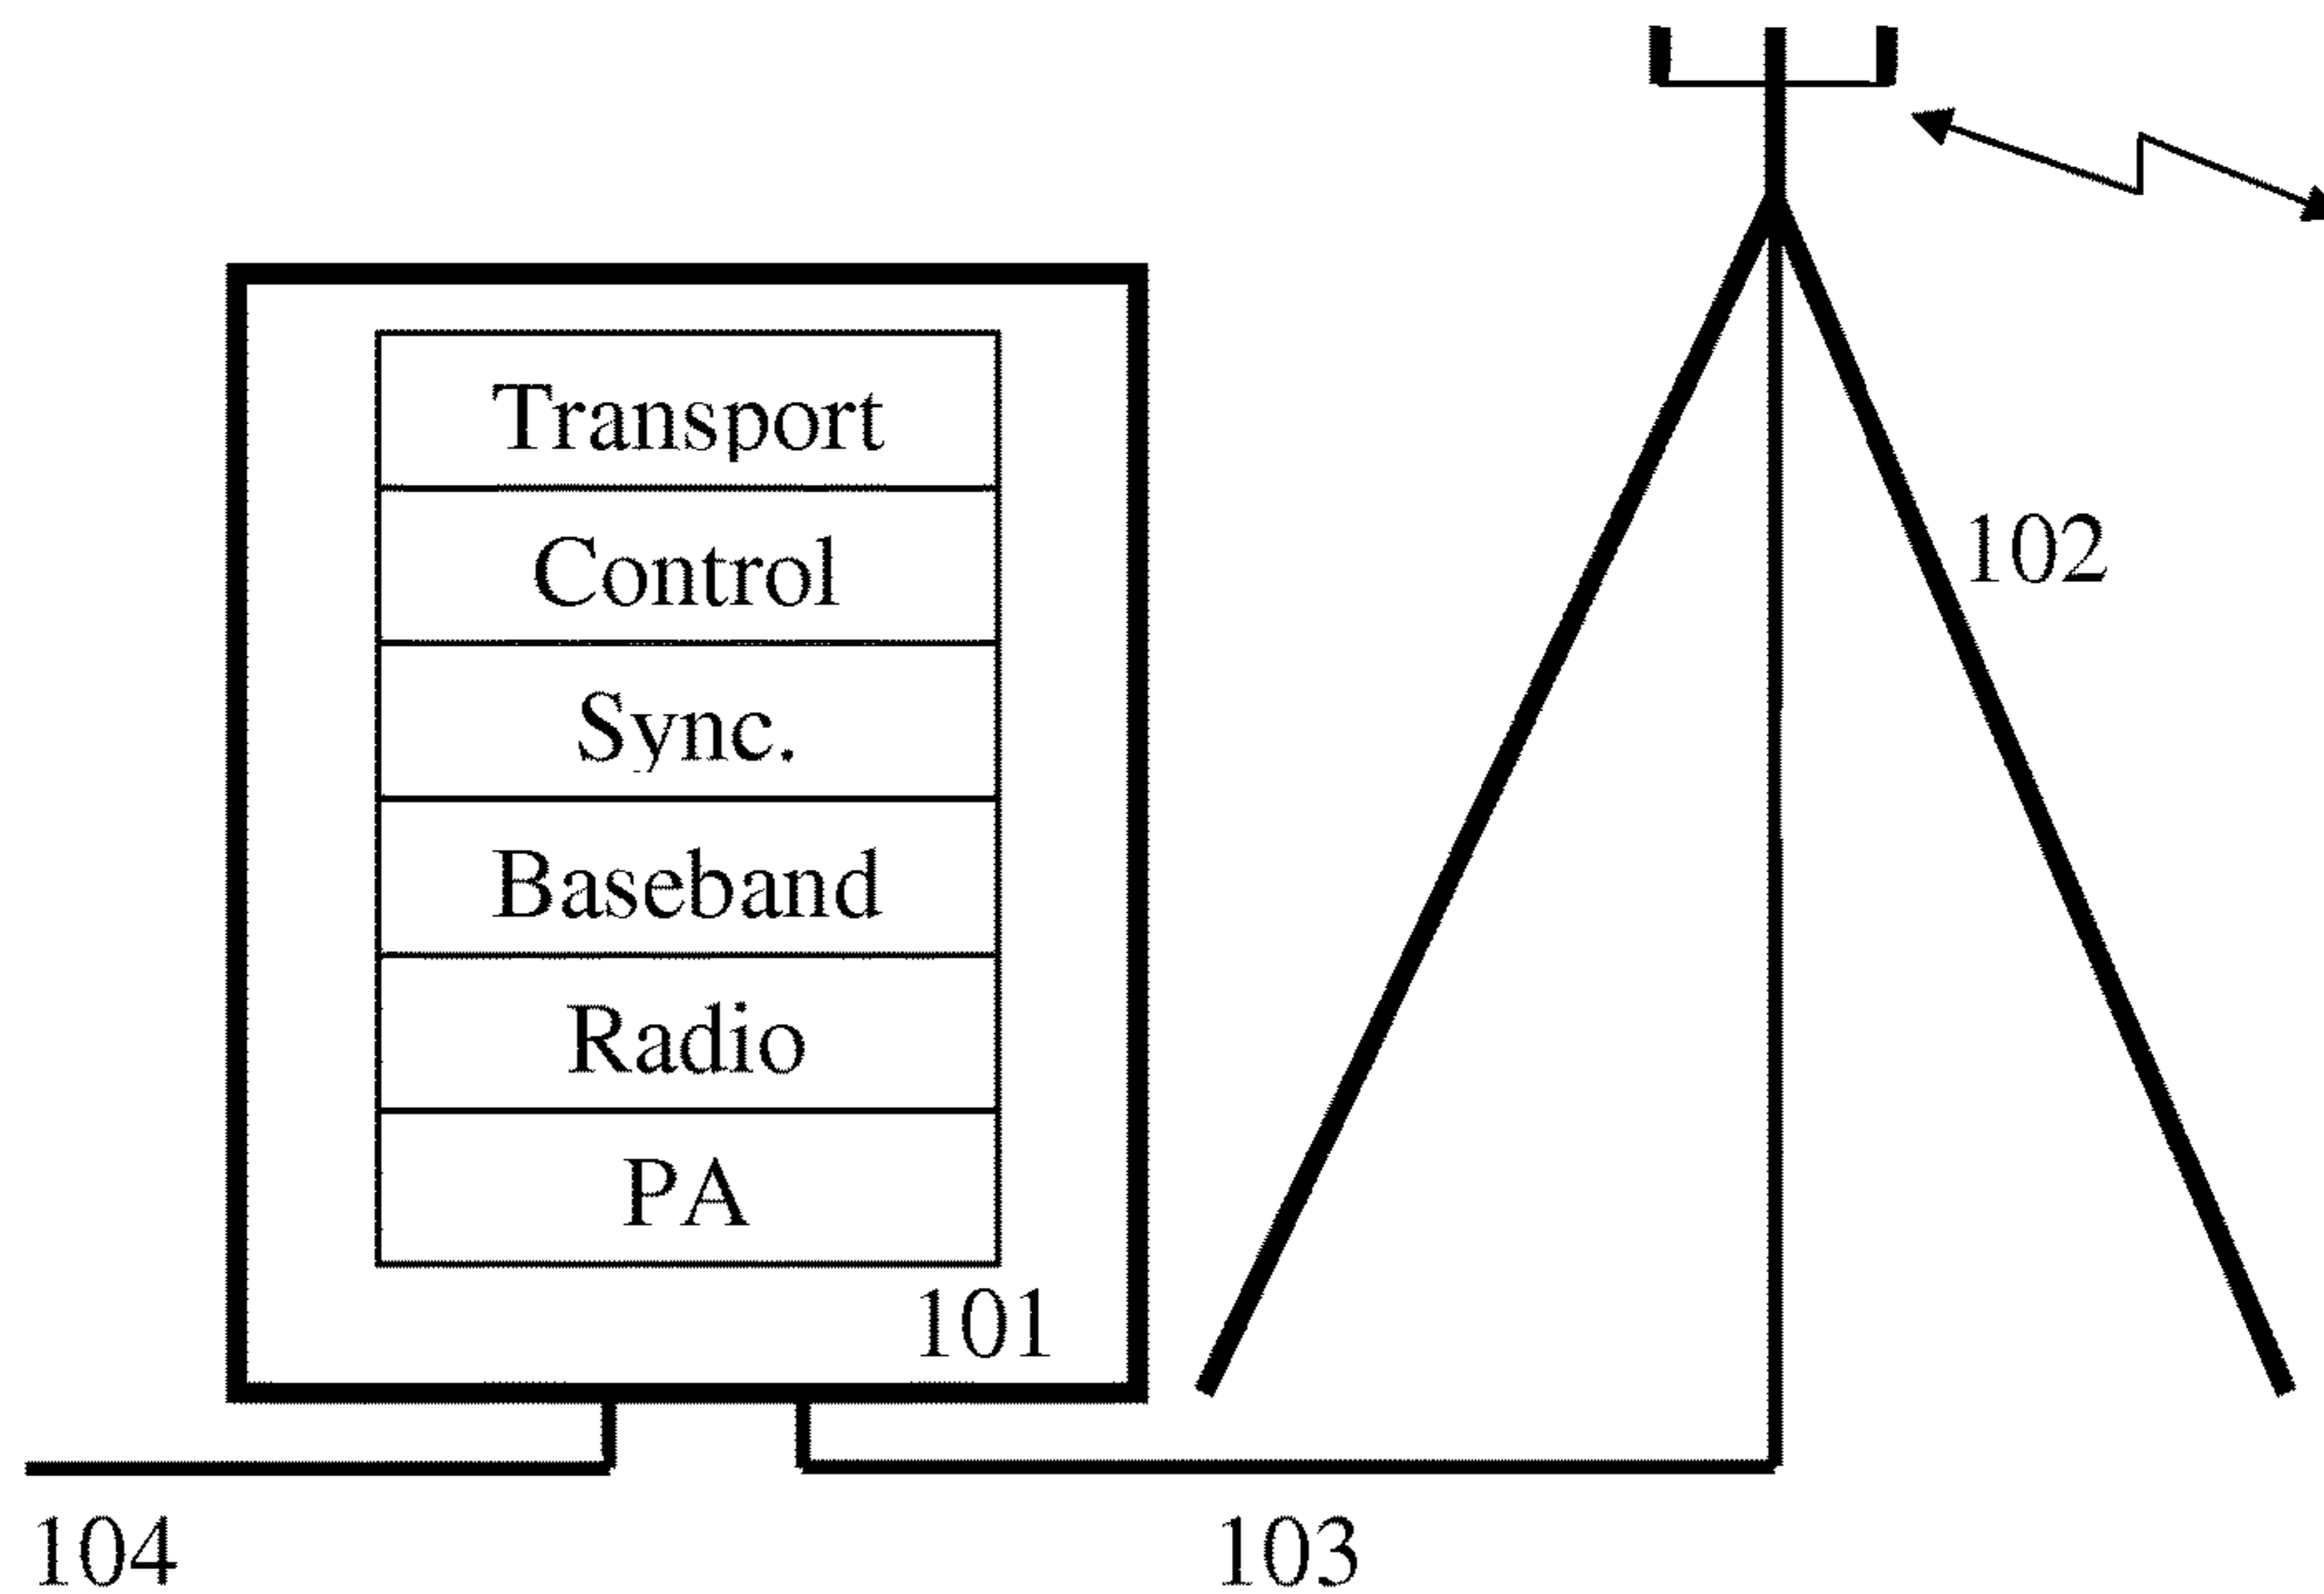 Transport
Control
Sync.
Baseband
Radio
PA
101
102
104
103